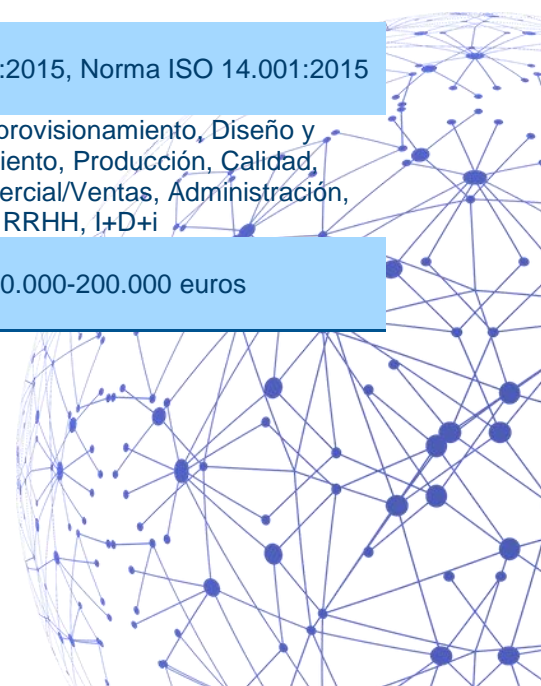 :2015, Norma ISO 14.001:2015
provisionamiento, Diseño y
iento, Producción, Calidad,
ercial/Ventas, Administración,
RRHH, I+D+i
0.000-200.000 euros